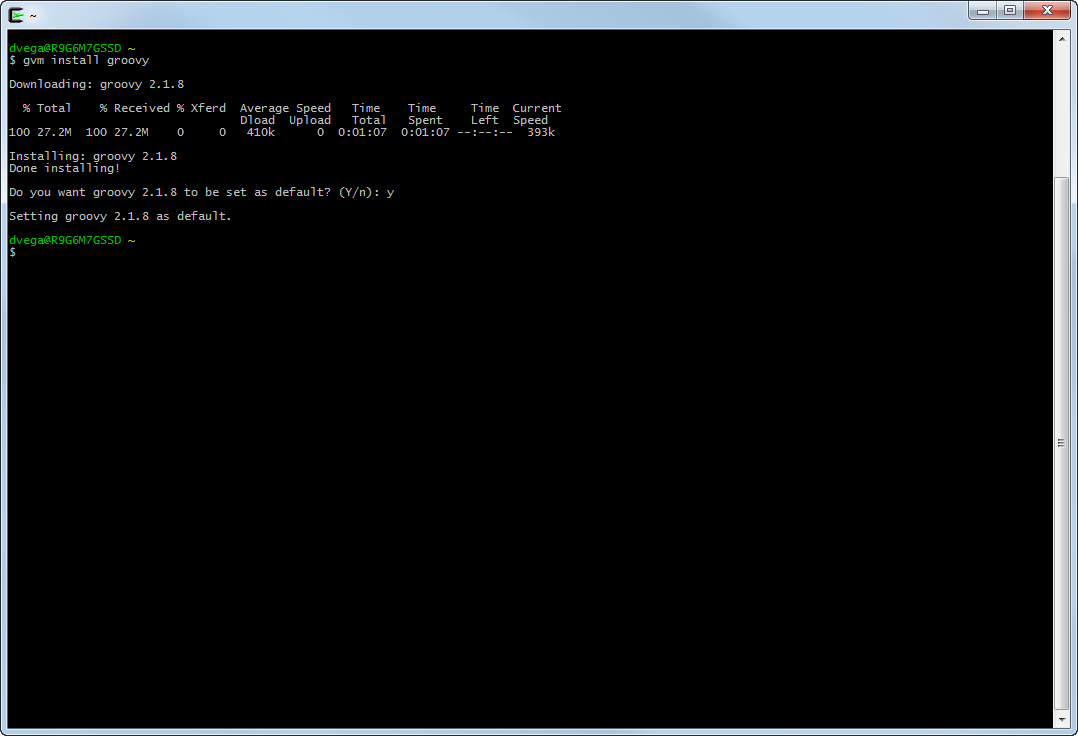 ~
dvega@R9G6M7GSSD ~
$ gvm install groovy
Downloading: groovy 2.1.8
  % Total    % Received % Xferd  Average Speed   Time    Time     Time  Current
                                 Dload  Upload   Total   Spent    Left  Speed
100 27.2M  100 27.2M    0     0   410k      0  0:01:07  0:01:07 --:--:--  393k
Installing: groovy 2.1.8
Done installing!
Do you want groovy 2.1.8 to be set as default? (Y/n): y
Setting groovy 2.1.8 as default.
dvega@R9G6M7GSSD ~
$